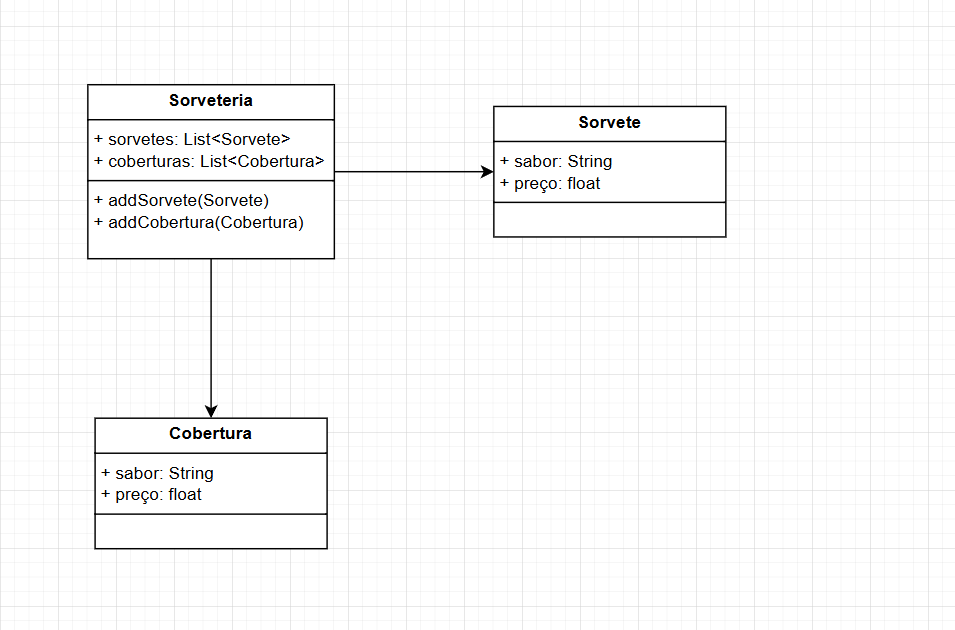 Sorveteria
+ sorvetes: List<Sorvete>
+ coberturas: List<Cobertura>
+ addSorvete(Sorvete)
+ addCobertura(Cobertura)
Sorvete
+ sabor: String
+ preço: float
Cobertura
+ sabor: String
+ preço: float